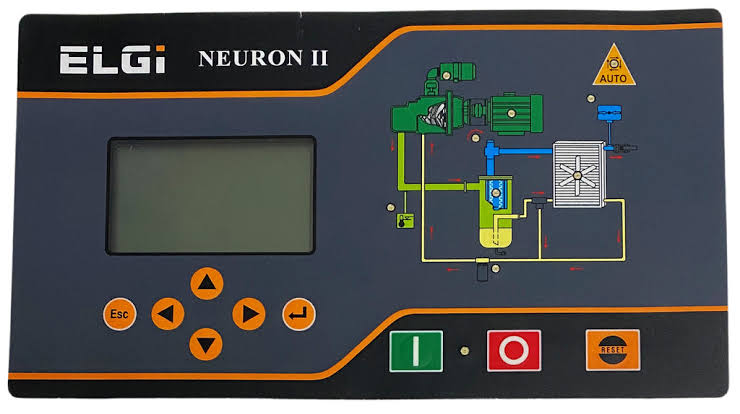 ELGi NEURON II
AUTO
Esc
I
O
RESET